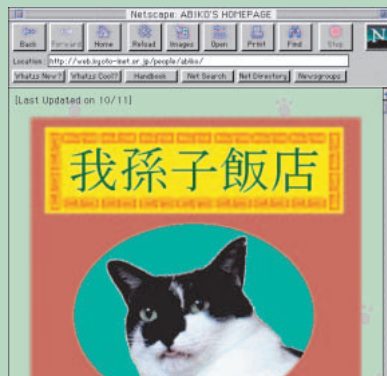 Netscape: ABIKO'S HOMEPAGE
Back Forward Home Reload Images Open Print Find Stop N
Location: http://web.kyoto-inet.or.jp/people/abiko/
What's New? What's Cool? Handbook Net Search Net Directory Newsgroups
[Last Updated on 10/11]
我孫子飯店